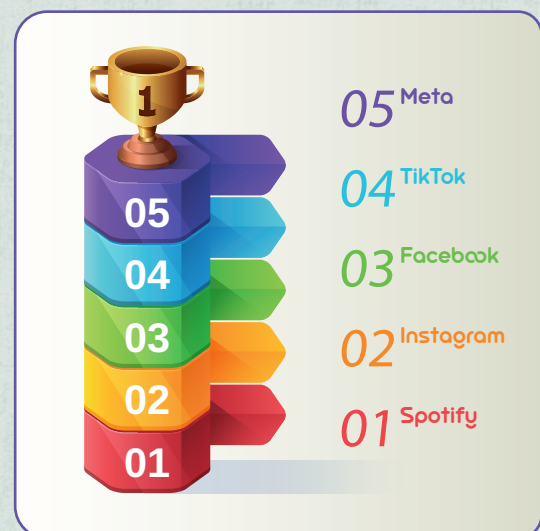 1
05
04
03
02
01
05 Meta
04 TikTok
03 Facebook
02 Instagram
01 Spotify